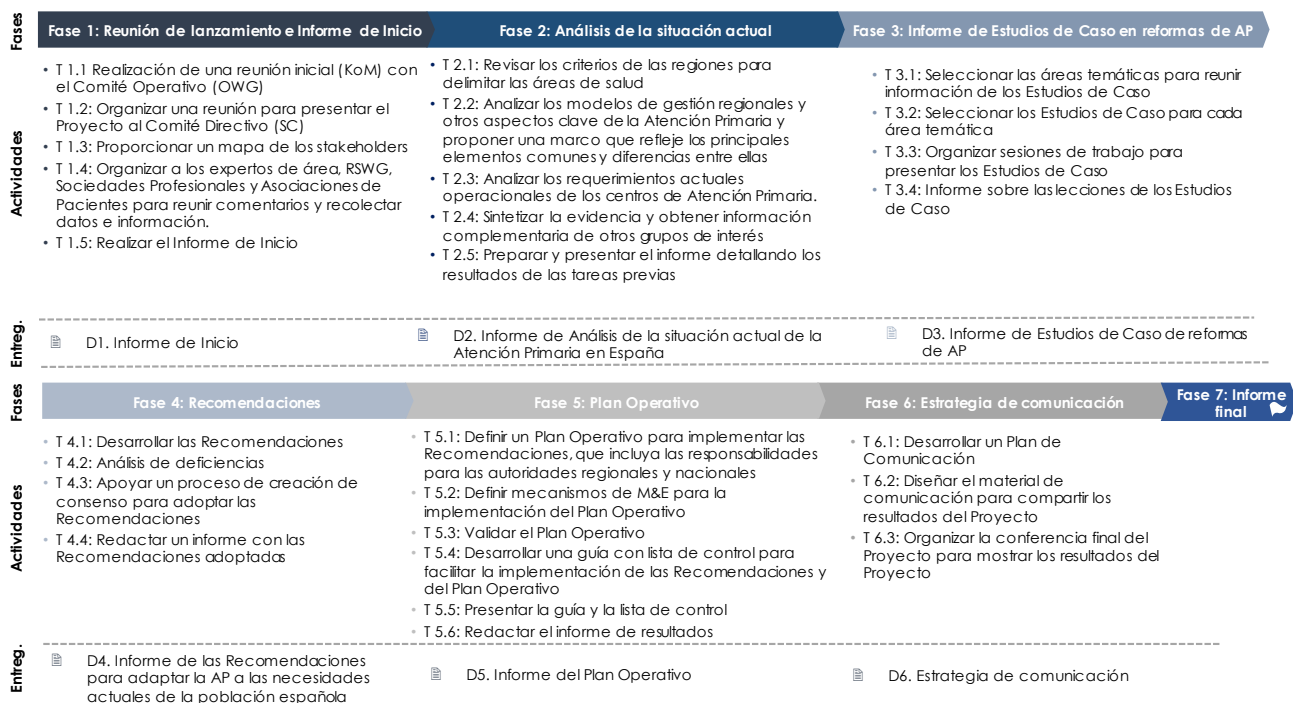 Fases
Fase 1: Reunión de lanzamiento e Informe de Inicio
Fase 2: Análisis de la situación actual
Fase 3: Informe de Estudios de Caso en reformas de AP
Actividades
• T 1.1 Realización de una reunión inicial (KoM) con
el Comité Operativo (OWG)
• T 1.2: Organizar una reunión para presentar el
Proyecto al Comité Directivo (SC)
• T 1.3: Proporcionar un mapa de los stakeholders
• T 1.4: Organizar a los expertos de área, RSWG,
Sociedades Profesionales y Asociaciones de
Pacientes para reunir comentarios y recolectar
datos e información.
• T 1.5: Realizar el Informe de Inicio
• T 2.1: Revisar los criterios de las regiones para
delimitar las áreas de salud
• T 2.2: Analizar los modelos de gestión regionales y
otros aspectos clave de la Atención Primaria y
proponer una marco que refleje los principales
elementos comunes y diferencias entre ellas
• T 2.3: Analizar los requerimientos actuales
operacionales de los centros de Atención Primaria.
• T 2.4: Sintetizar la evidencia y obtener información
complementaria de otros grupos de interés
• T 2.5: Preparar y presentar el informe detallando los
resultados de las tareas previas
• T 3.1: Seleccionar las áreas temáticas para reunir
información de los Estudios de Caso
• T 3.2: Seleccionar los Estudios de Caso para cada
área temática
• T 3.3: Organizar sesiones de trabajo para
presentar los Estudios de Caso
• T 3.4: Informe sobre las lecciones de los Estudios
de Caso
Entreg.
D1. Informe de Inicio
D2. Informe de Análisis de la situación actual de la
Atención Primaria en España
D3. Informe de Estudios de Caso de reformas
de AP
Fases
Fase 4: Recomendaciones
Fase 5: Plan Operativo
Fase 6: Estrategia de comunicación
Fase 7: Informe
final
Actividades
• T 4.1: Desarrollar las Recomendaciones
• T 4.2: Análisis de deficiencias
• T 4.3: Apoyar un proceso de creación de
consenso para adoptar las
Recomendaciones
• T 4.4: Redactar un informe con las
Recomendaciones adoptadas
• T 5.1: Definir un Plan Operativo para implementar las
Recomendaciones, que incluya las responsabilidades
para las autoridades regionales y nacionales
• T 5.2: Definir mecanismos de M&E para la
implementación del Plan Operativo
• T 5.3: Validar el Plan Operativo
• T 5.4: Desarrollar una guía con lista de control para
facilitar la implementación de las Recomendaciones y
del Plan Operativo
• T 5.5: Presentar la guía y la lista de control
• T 5.6: Redactar el informe de resultados
• T 6.1: Desarrollar un Plan de
Comunicación
• T 6.2: Diseñar el material de
comunicación para compartir los
resultados del Proyecto
• T 6.3: Organizar la conferencia final del
Proyecto para mostrar los resultados del
Proyecto
Entreg.
D4. Informe de las Recomendaciones
para adaptar la AP a las necesidades
actuales de la población española
D5. Informe del Plan Operativo
D6. Estrategia de comunicación